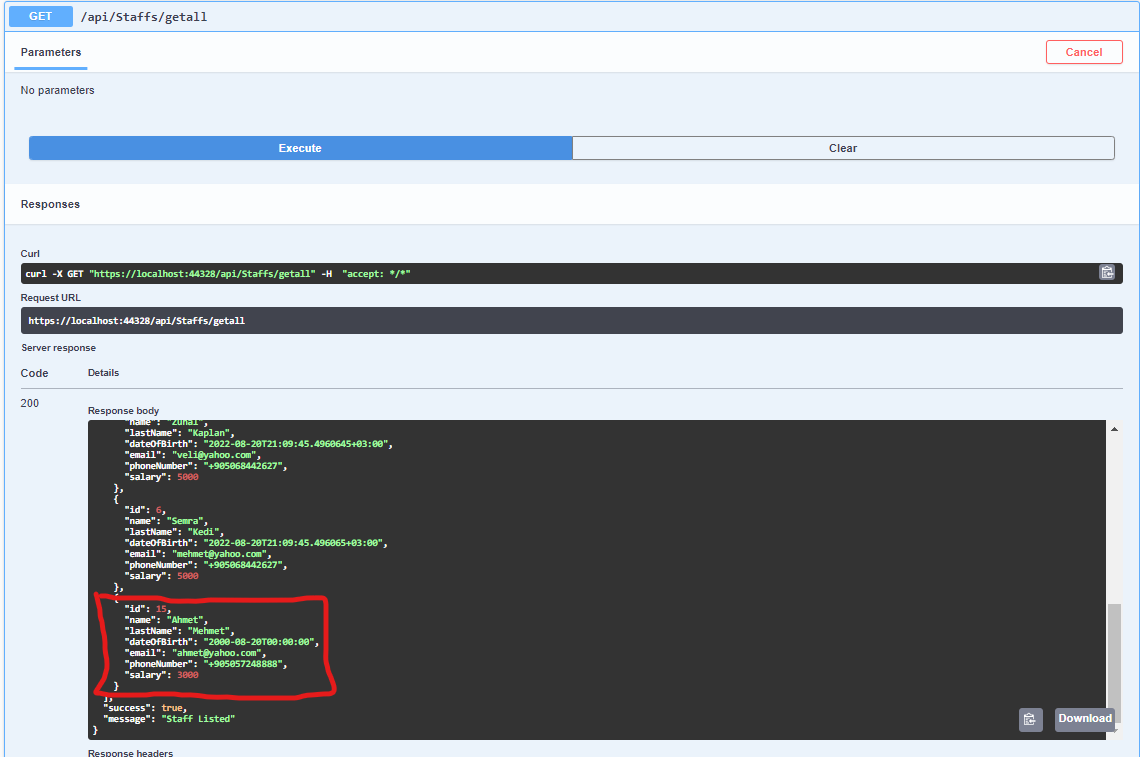 GET /api/Staffs/getall
Parameters
Cancel
No parameters
Execute
Clear
Responses
Curl
curl -X GET "https://localhost:44328/api/Staffs/getall" -H  "accept: */*"
Request URL
https://localhost:44328/api/Staffs/getall
Server response
Code
Details
200
Response body
"name": "Zuhal",
"lastName": "Kaplan",
"dateOfBirth": "2022-08-20T21:09:45.4960645+03:00",
"email": "veli@yahoo.com",
"phoneNumber": "+905068442627",
"salary": 5000
},
{
"id": 6,
"name": "Semra",
"lastName": "Kedi",
"dateOfBirth": "2022-08-20T21:09:45.496065+03:00",
"email": "mehmet@yahoo.com",
"phoneNumber": "+905068442627",
"salary": 5000
},
{
"id": 15,
"name": "Ahmet",
"lastName": "Mehmet",
"dateOfBirth": "2000-08-20T00:00:00",
"email": "ahmet@yahoo.com",
"phoneNumber": "+905057248888",
"salary": 3000
}
],
"success": true,
"message": "Staff Listed"
}
Download
Response headers